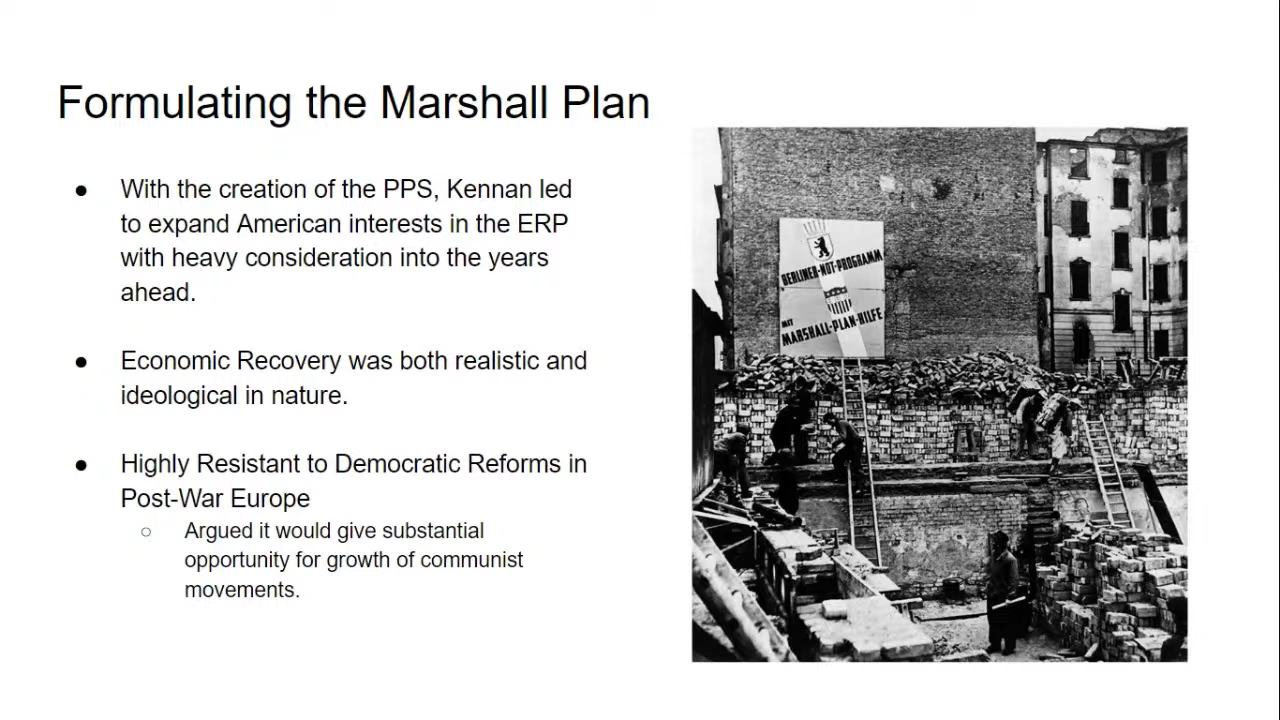 Formulating the Marshall Plan
● With the creation of the PPS, Kennan led
to expand American interests in the ERP
with heavy consideration into the years
ahead.
● Economic Recovery was both realistic and
ideological in nature.
● Highly Resistant to Democratic Reforms in
Post-War Europe
○ Argued it would give substantial
opportunity for growth of communist
movements.
BERLINER-NOT-PROGRAMM
MIT
MARSHALL-PLAN-HILFE